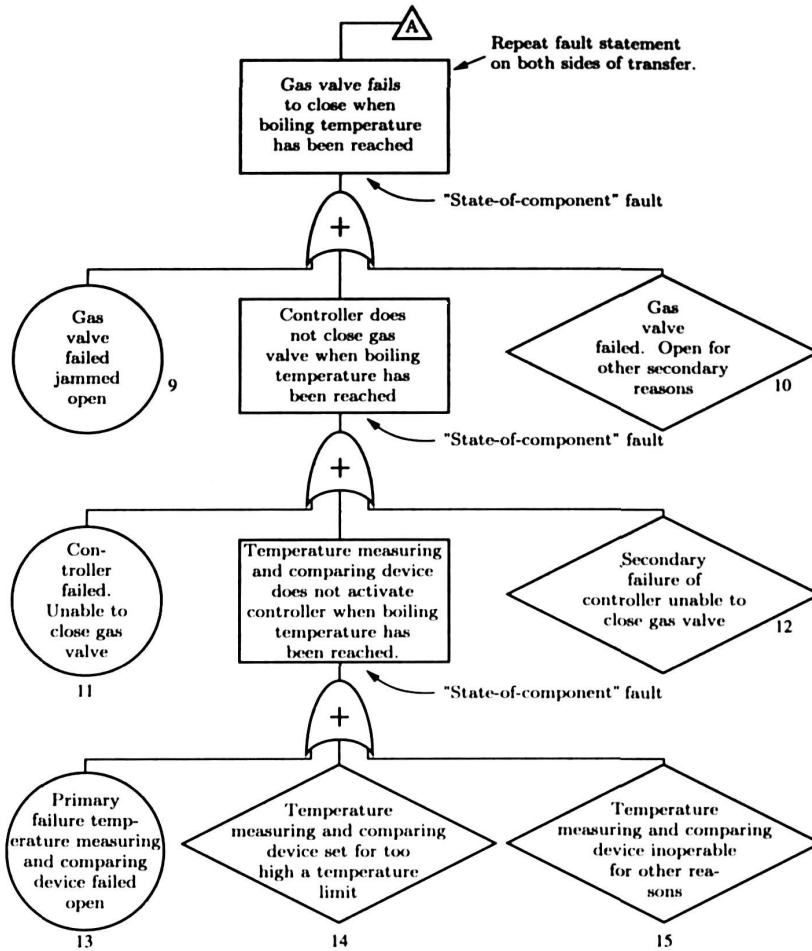 A
Repeat fault statement
on both sides of transfer.
Gas valve fails
to close when
boiling temperature
has been reached
"State-of-component" fault
+
Gas
valve
failed
jammed
open
9
Controller does
not close gas
valve when boiling
temperature has
been reached
Gas
valve
failed. Open for
other secondary
reasons
10
"State-of-component" fault
+
Con-
troller
failed.
Unable to
close gas
valve
11
Temperature measuring
and comparing device
does not activate
controller when boiling
temperature has
been reached.
Secondary
failure of
controller unable to
close gas valve
12
"State-of-component" fault
+
Primary
failure temp-
erature measuring
and comparing
device failed
open
13
Temperature
measuring and comparing
device set for too
high a temperature
limit
14
Temperature
measuring and comparing
device inoperable
for other rea-
sons
15